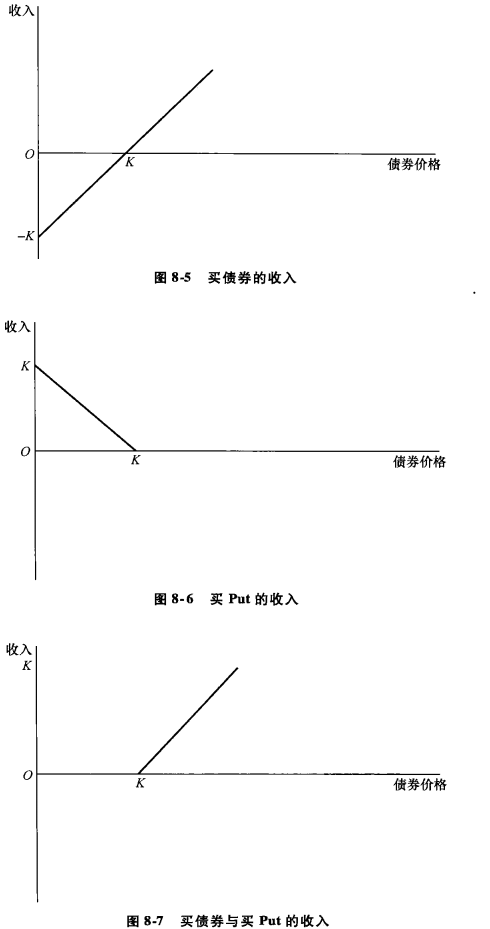 收入
O
K
债券价格
-K
图 8-5 买债券的收入
收入
K
O
K
债券价格
图 8-6 买 Put 的收入
收入
K
O
K
债券价格
图 8-7 买债券与买 Put 的收入